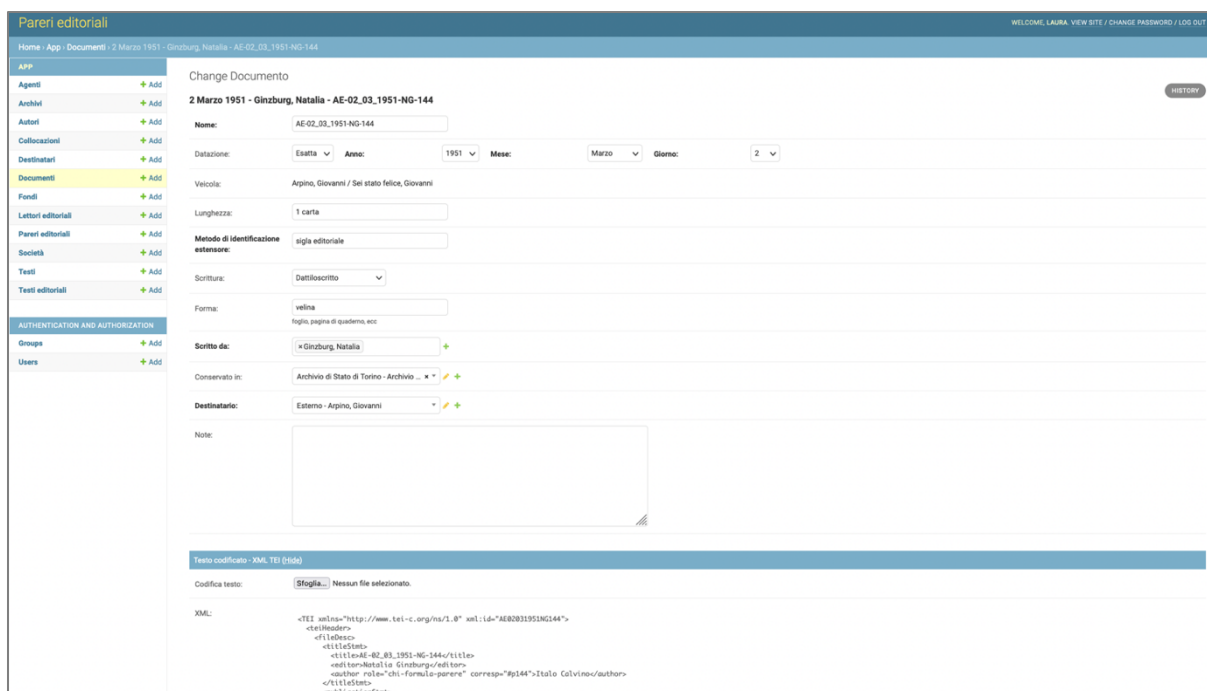 Pareri editoriali
WELCOME, LAURA. VIEW SITE / CHANGE PASSWORD / LOG OUT
Home › App › Documenti › 2 Marzo 1951 - Ginzburg, Natalia - AE-02_03_1951-NG-144
APP
Agenti + Add
Archivi + Add
Autori + Add
Collocazioni + Add
Destinatari + Add
Documenti + Add
Fondi + Add
Lettori editoriali + Add
Pareri editoriali + Add
Società + Add
Testi + Add
Testi editoriali + Add
AUTHENTICATION AND AUTHORIZATION
Groups + Add
Users + Add
Change Documento
HISTORY
2 Marzo 1951 - Ginzburg, Natalia - AE-02_03_1951-NG-144
Nome: AE-02_03_1951-NG-144
Datazione: Esatta Anno: 1951 Mese: Marzo Giorno: 2
Veicola: Arpino, Giovanni / Sei stato felice, Giovanni
Lunghezza: 1 carta
Metodo di identificazione
estensore: sigla editoriale
Scrittura: Dattiloscritto
Forma: velina
foglio, pagina di quaderno, ecc
Scritto da: × Ginzburg, Natalia +
Conservato in: Archivio di Stato di Torino - Archivio ... × +
Destinatario: Esterno - Arpino, Giovanni +
Note:
Testo codificato - XML TEI (Hide)
Codifica testo: Sfoglia... Nessun file selezionato.
XML:
<TEI xmlns="http://www.tei-c.org/ns/1.0" xml:id="AE02031951NG144">
<teiHeader>
<fileDesc>
<titleStmt>
<title>AE-02_03_1951-NG-144</title>
<editor>Natalia Ginzburg</editor>
<author role="chi-formula-parere" corresp="#p144">Italo Calvino</author>
</titleStmt>